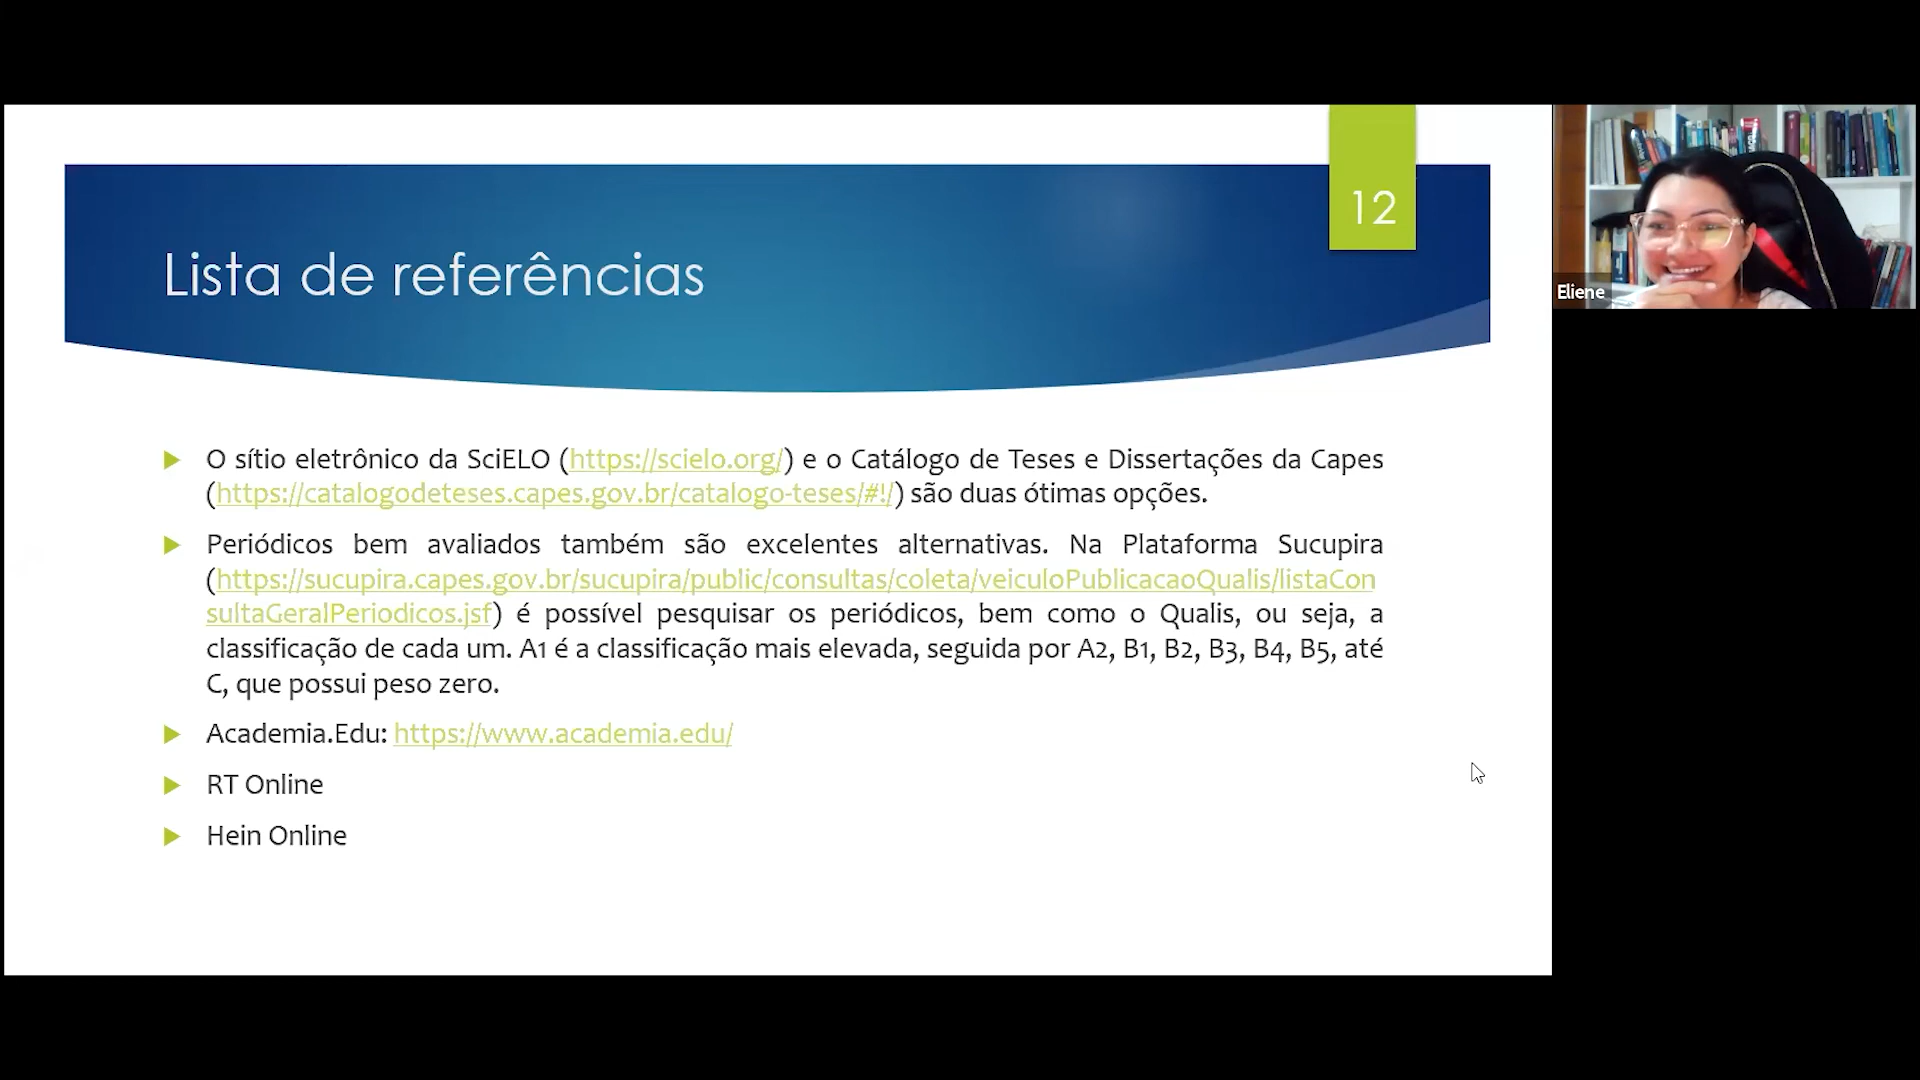 12
Lista de referências
Eliene
O sítio eletrônico da SciELO (https://scielo.org/) e o Catálogo de Teses e Dissertações da Capes
(https://catalogodeteses.capes.gov.br/catalogo-teses/#!/) são duas ótimas opções.
Periódicos bem avaliados também são excelentes alternativas. Na Plataforma Sucupira
(https://sucupira.capes.gov.br/sucupira/public/consultas/coleta/veiculoPublicacaoQualis/listaCon
sultaGeralPeriodicos.jsf) é possível pesquisar os periódicos, bem como o Qualis, ou seja, a
classificação de cada um. A1 é a classificação mais elevada, seguida por A2, B1, B2, B3, B4, B5, até
C, que possui peso zero.
Academia.Edu: https://www.academia.edu/
RT Online
Hein Online